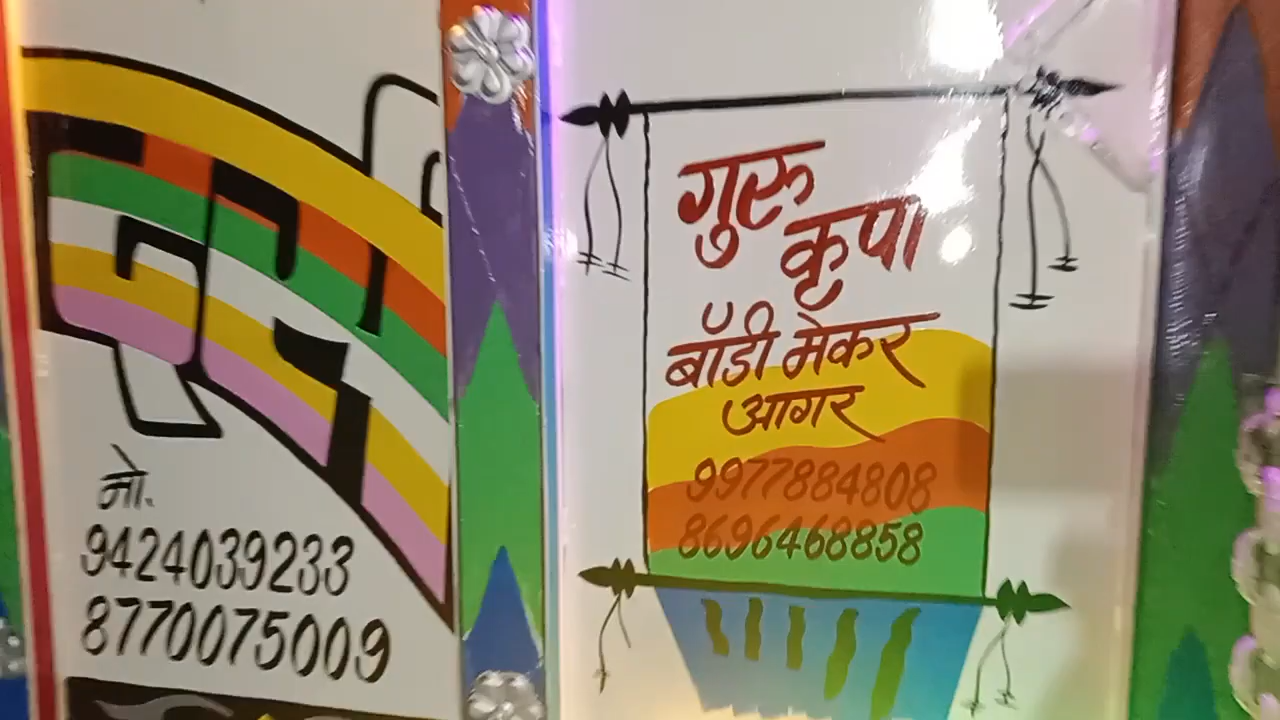 मो.
9424039233
8770075009
गुरु
कृपा
बॉडी मेकर
आगर
9977884808
8696468858